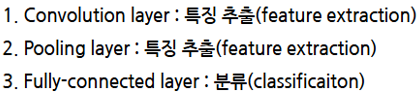 1. Convolution layer : 특징 추출(feature extraction)
2. Pooling layer : 특징 추출(feature extraction)
3. Fully-connected layer : 분류(classificaiton)